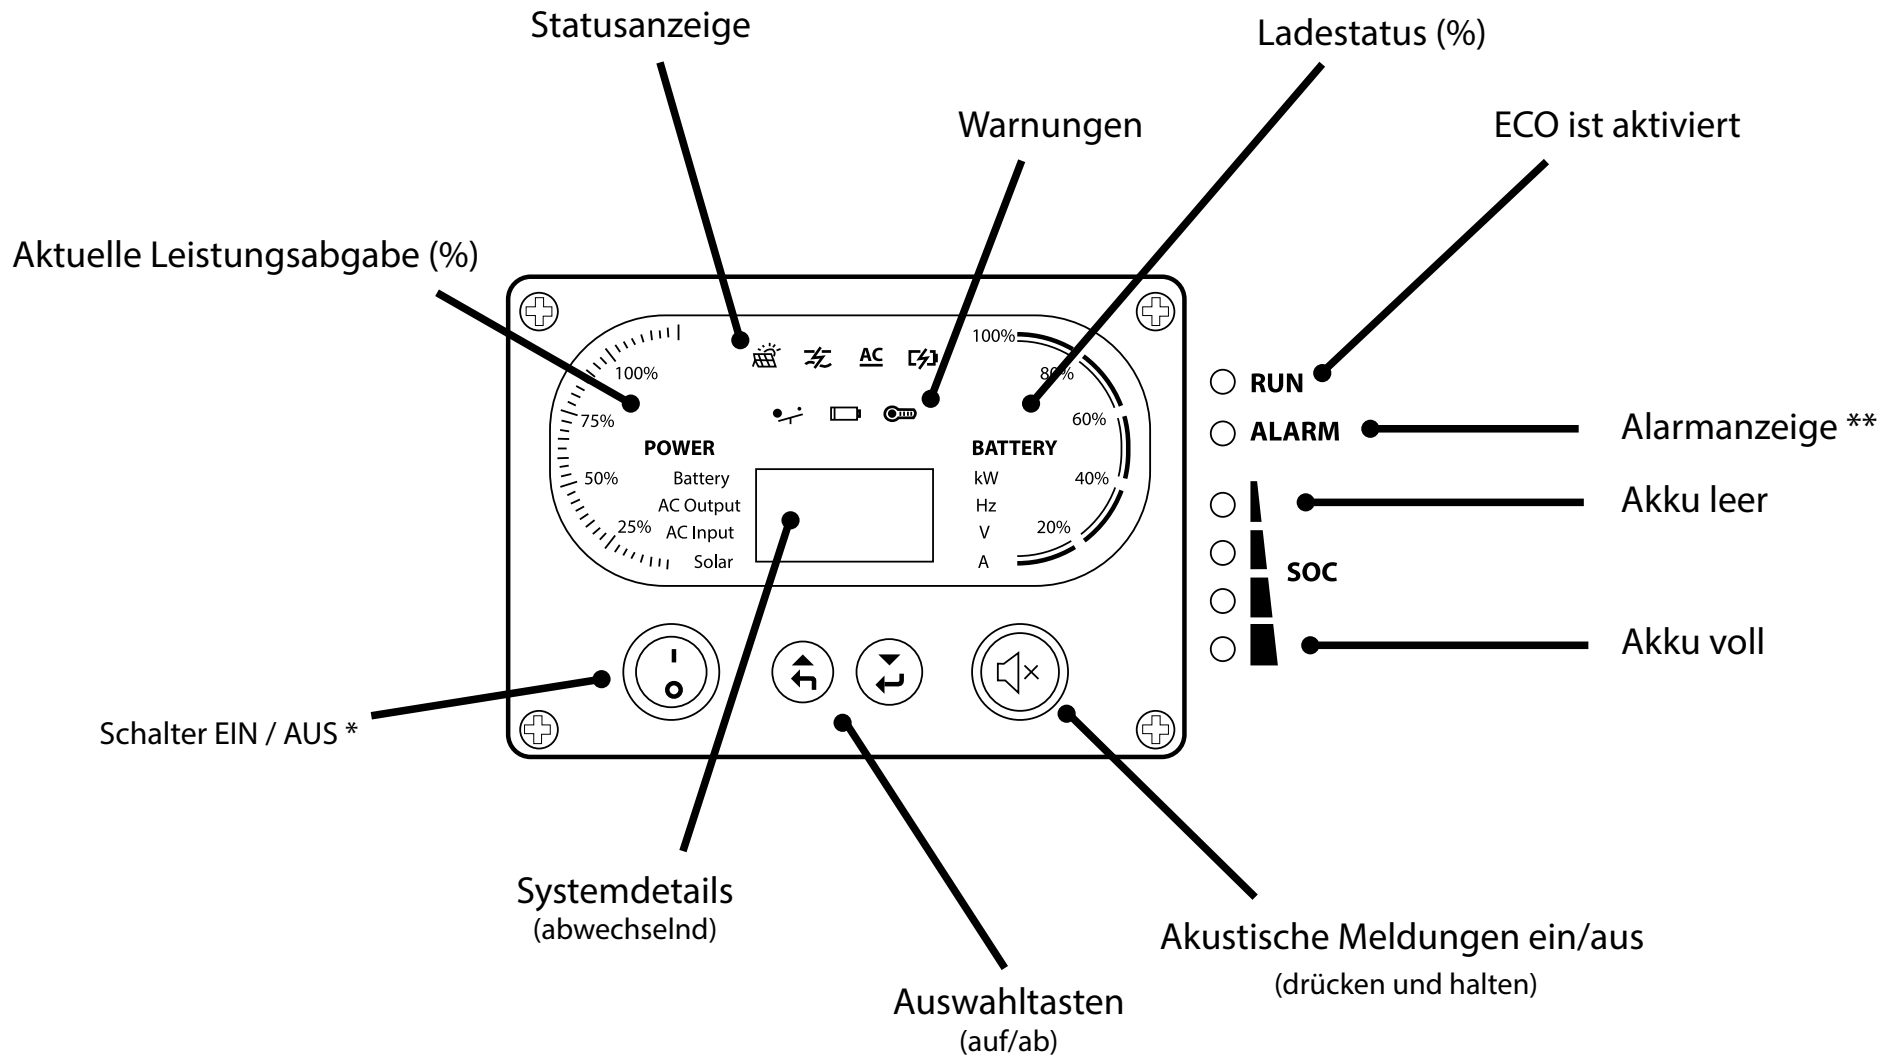 Statusanzeige
Ladestatus (%)
Warnungen
ECO ist aktiviert
Aktuelle Leistungsabgabe (%)
100%
75%
50%
25%
AC
POWER
Battery
AC Output
AC Input
Solar
BATTERY
kW
Hz
V
A
100%
80%
60%
40%
20%
RUN
ALARM
SOC
Alarmanzeige **
Akku leer
Akku voll
Schalter EIN / AUS *
Systemdetails
(abwechselnd)
Auswahltasten
(auf/ab)
Akustische Meldungen ein/aus
(drücken und halten)